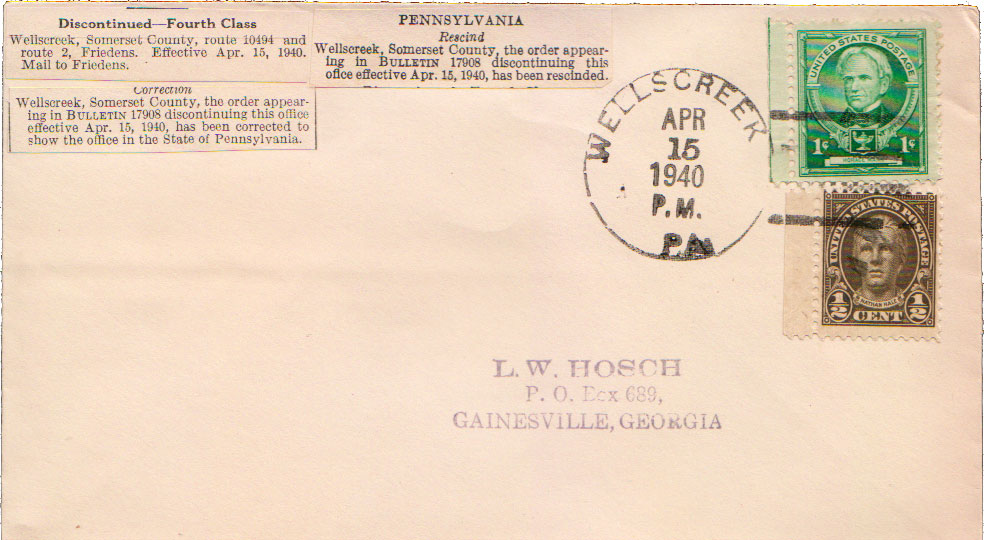 Discontinued—Fourth Class
Wellscreek, Somerset County, route 10494 and
route 2, Friedens. Effective Apr. 15, 1940.
Mail to Friedens.
Correction
Wellscreek, Somerset County, the order appear-
ing in BULLETIN 17908 discontinuing this office
effective Apr. 15, 1940, has been corrected to
show the office in the State of Pennsylvania.
PENNSYLVANIA
Rescind
Wellscreek, Somerset County, the order appear-
ing in BULLETIN 17908 discontinuing this
office effective Apr. 15, 1940, has been rescinded.
WELLSCREEK
APR
15
1940
P.M.
PA
UNITED STATES POSTAGE
1¢ 1¢
UNITED STATES POSTAGE
NATHAN HALE
½ CENT ½
L. W. HOSCH
P. O. Box 689,
GAINESVILLE, GEORGIA